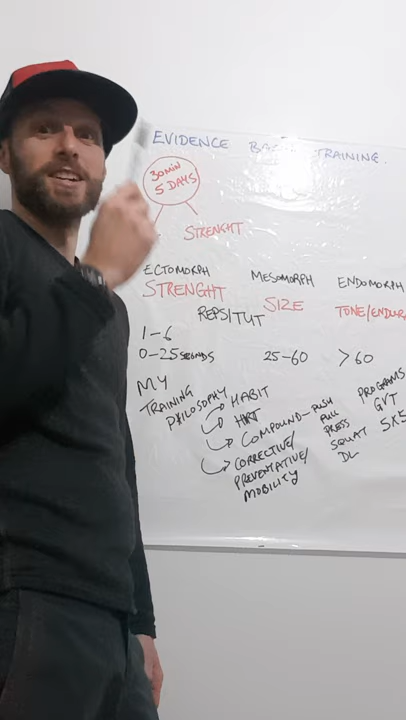 EVIDENCE BASED TRAINING.
30MIN
5 DAYS
STRENGHT
ECTOMORPH MESOMORPH ENDOMORPH
STRENGHT SIZE TONE/ENDURA
REPS/TUT
1-6
0-25 SECONDS 25-60 >60
MY
TRAINING
PHILOSOPHY
HABIT
COMPOUND - PUSH
PULL
PRESS
SQUAT
DL
CORRECTIVE/
PREVENTATIVE/
MOBILITY
PROGRAMS
GVT
5X5